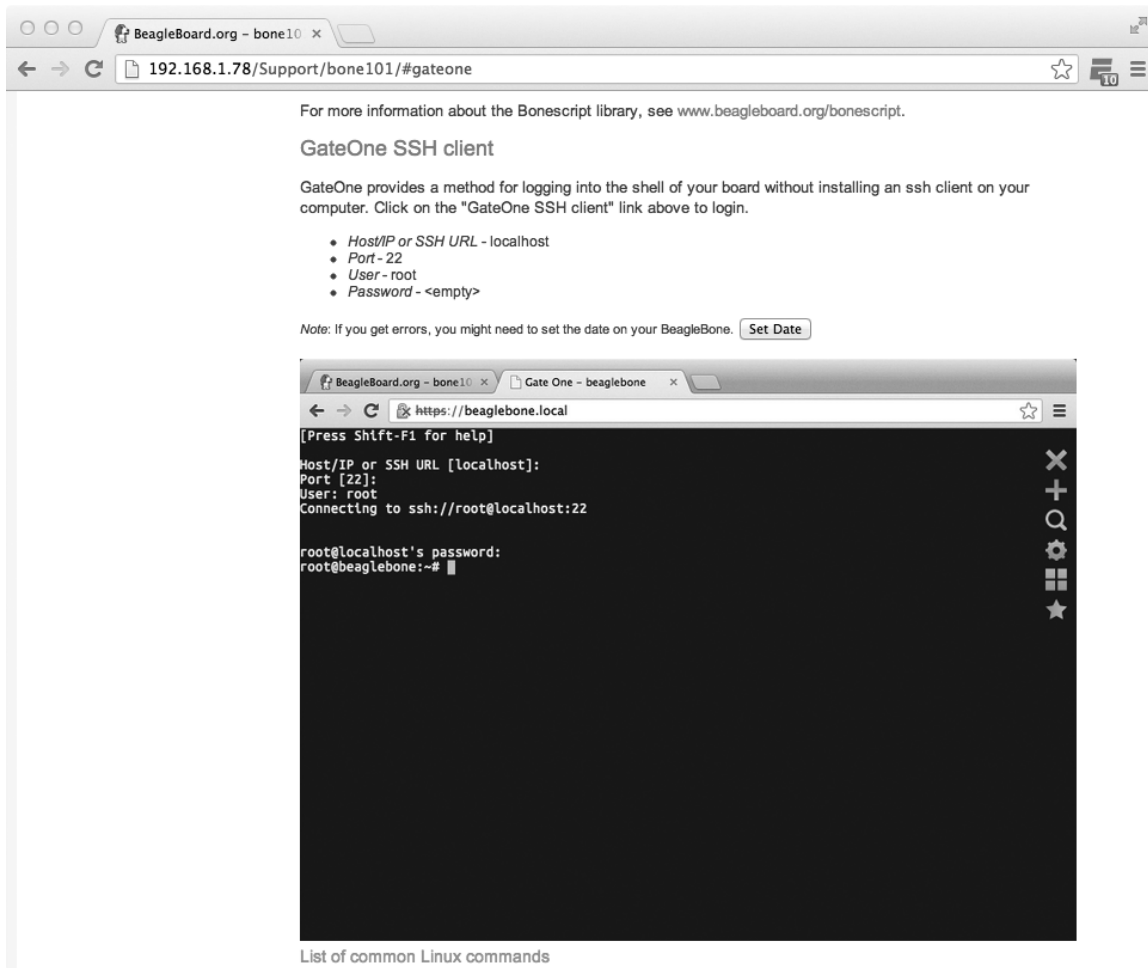 BeagleBoard.org - bone10
192.168.1.78/Support/bone101/#gateone
10
For more information about the Bonescript library, see www.beagleboard.org/bonescript.
GateOne SSH client
GateOne provides a method for logging into the shell of your board without installing an ssh client on your
computer. Click on the "GateOne SSH client" link above to login.
Host/IP or SSH URL - localhost
Port - 22
User - root
Password - <empty>
Note: If you get errors, you might need to set the date on your BeagleBone. Set Date
BeagleBoard.org - bone10 Gate One - beaglebone
https://beaglebone.local
[Press Shift-F1 for help]
Host/IP or SSH URL [localhost]:
Port [22]:
User: root
Connecting to ssh://root@localhost:22
root@localhost's password:
root@beaglebone:~#
List of common Linux commands